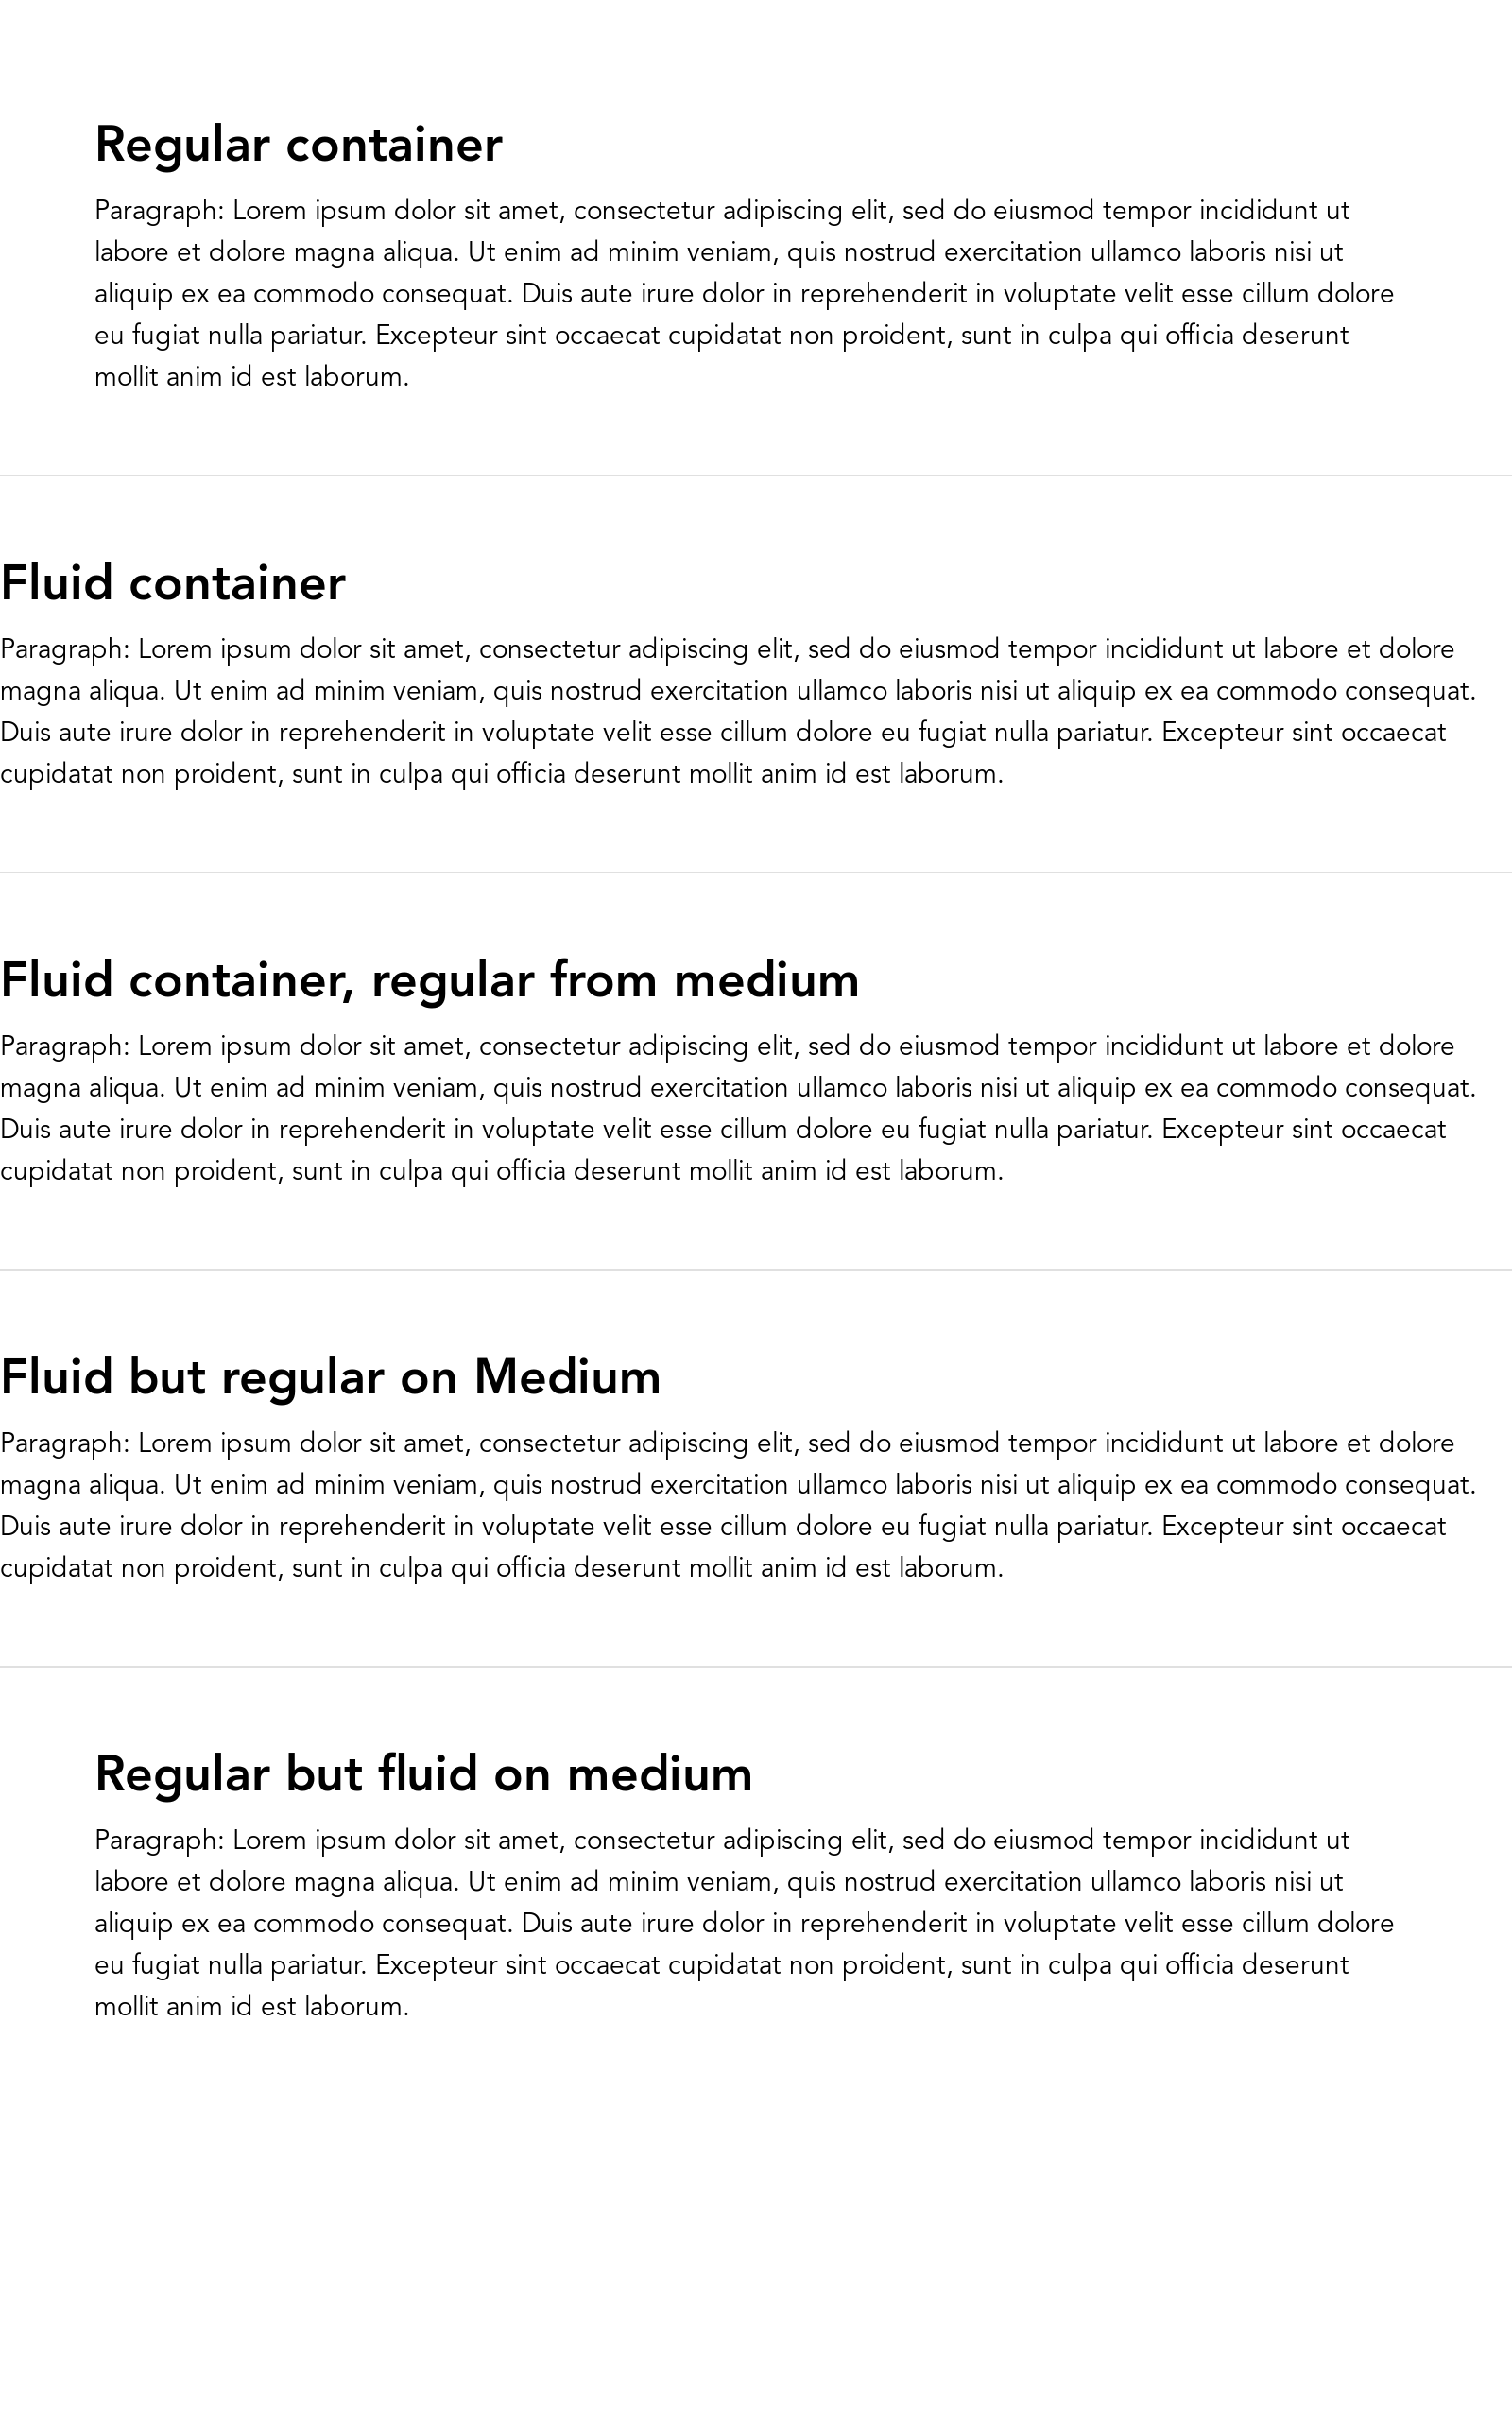 Regular container
Paragraph: Lorem ipsum dolor sit amet, consectetur adipiscing elit, sed do eiusmod tempor incididunt ut
labore et dolore magna aliqua. Ut enim ad minim veniam, quis nostrud exercitation ullamco laboris nisi ut
aliquip ex ea commodo consequat. Duis aute irure dolor in reprehenderit in voluptate velit esse cillum dolore
eu fugiat nulla pariatur. Excepteur sint occaecat cupidatat non proident, sunt in culpa qui officia deserunt
mollit anim id est laborum.
Fluid container
Paragraph: Lorem ipsum dolor sit amet, consectetur adipiscing elit, sed do eiusmod tempor incididunt ut labore et dolore
magna aliqua. Ut enim ad minim veniam, quis nostrud exercitation ullamco laboris nisi ut aliquip ex ea commodo consequat.
Duis aute irure dolor in reprehenderit in voluptate velit esse cillum dolore eu fugiat nulla pariatur. Excepteur sint occaecat
cupidatat non proident, sunt in culpa qui officia deserunt mollit anim id est laborum.
Fluid container, regular from medium
Paragraph: Lorem ipsum dolor sit amet, consectetur adipiscing elit, sed do eiusmod tempor incididunt ut labore et dolore
magna aliqua. Ut enim ad minim veniam, quis nostrud exercitation ullamco laboris nisi ut aliquip ex ea commodo consequat.
Duis aute irure dolor in reprehenderit in voluptate velit esse cillum dolore eu fugiat nulla pariatur. Excepteur sint occaecat
cupidatat non proident, sunt in culpa qui officia deserunt mollit anim id est laborum.
Fluid but regular on Medium
Paragraph: Lorem ipsum dolor sit amet, consectetur adipiscing elit, sed do eiusmod tempor incididunt ut labore et dolore
magna aliqua. Ut enim ad minim veniam, quis nostrud exercitation ullamco laboris nisi ut aliquip ex ea commodo consequat.
Duis aute irure dolor in reprehenderit in voluptate velit esse cillum dolore eu fugiat nulla pariatur. Excepteur sint occaecat
cupidatat non proident, sunt in culpa qui officia deserunt mollit anim id est laborum.
Regular but fluid on medium
Paragraph: Lorem ipsum dolor sit amet, consectetur adipiscing elit, sed do eiusmod tempor incididunt ut
labore et dolore magna aliqua. Ut enim ad minim veniam, quis nostrud exercitation ullamco laboris nisi ut
aliquip ex ea commodo consequat. Duis aute irure dolor in reprehenderit in voluptate velit esse cillum dolore
eu fugiat nulla pariatur. Excepteur sint occaecat cupidatat non proident, sunt in culpa qui officia deserunt
mollit anim id est laborum.